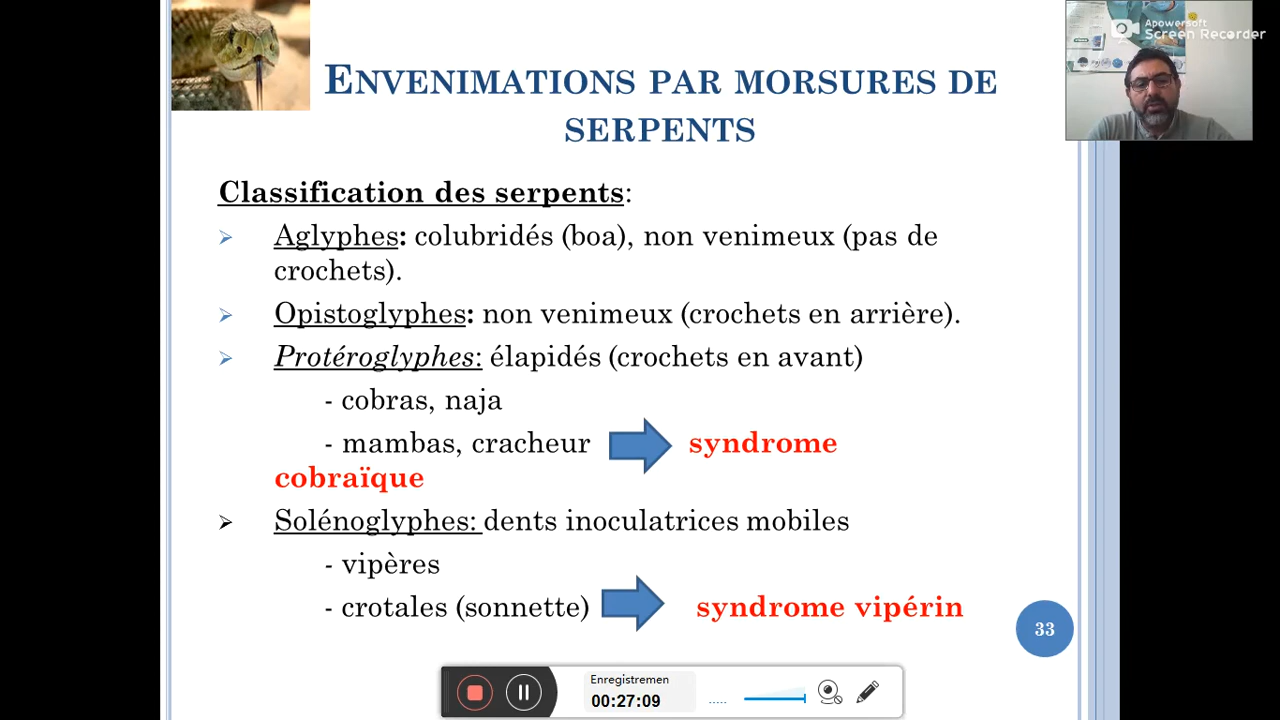 Apowersoft
Screen Recorder
ENVENIMATIONS PAR MORSURES DE
SERPENTS
Classification des serpents:
Aglyphes: colubridés (boa), non venimeux (pas de
crochets).
Opistoglyphes: non venimeux (crochets en arrière).
Protéroglyphes: élapidés (crochets en avant)
- cobras, naja
- mambas, cracheur syndrome
cobraïque
Solénoglyphes: dents inoculatrices mobiles
- vipères
- crotales (sonnette) syndrome vipérin
33
Enregistremen
00:27:09